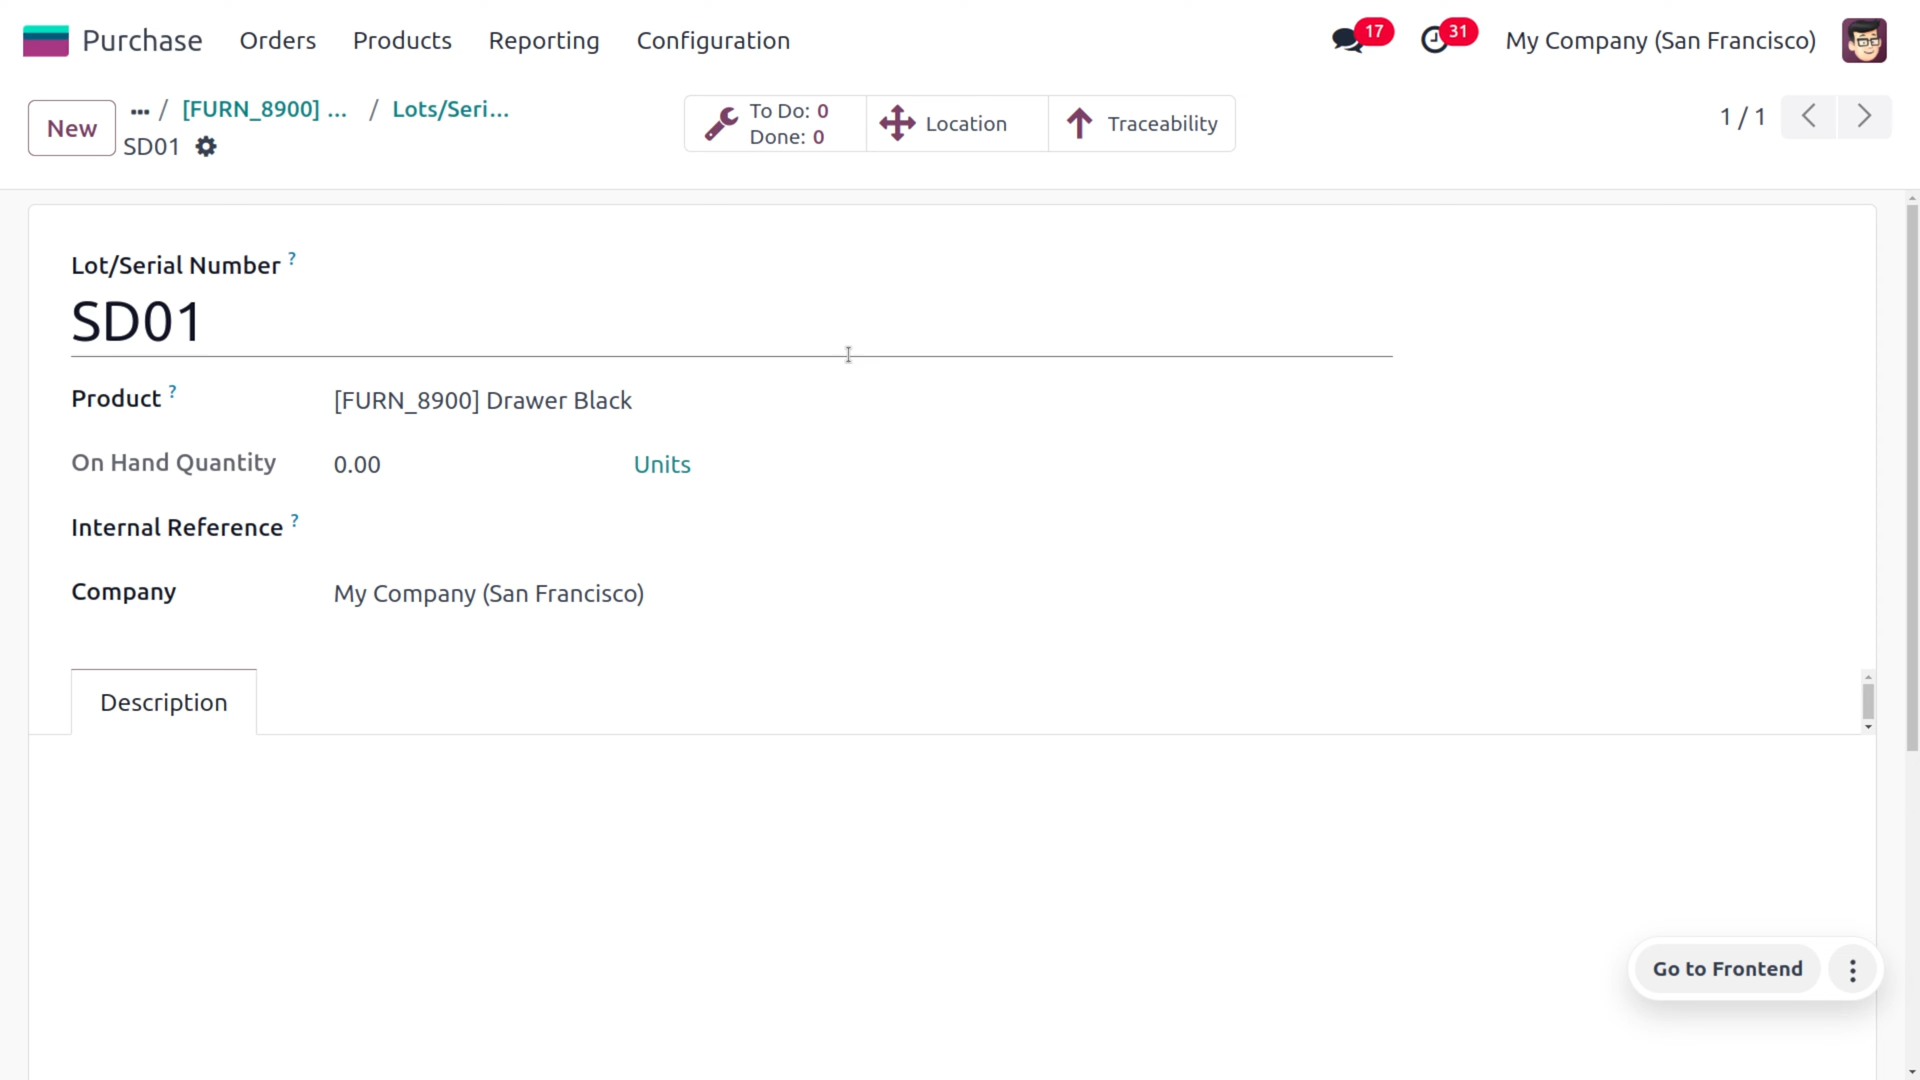 Purchase Orders Products Reporting Configuration 17 31 My Company (San Francisco)
New ... / [FURN_8900] ... / Lots/Seri...
SD01
To Do: 0
Done: 0
Location
Traceability
1 / 1
Lot/Serial Number ?
SD01
Product ? [FURN_8900] Drawer Black
On Hand Quantity 0.00 Units
Internal Reference ?
Company My Company (San Francisco)
Description
Go to Frontend